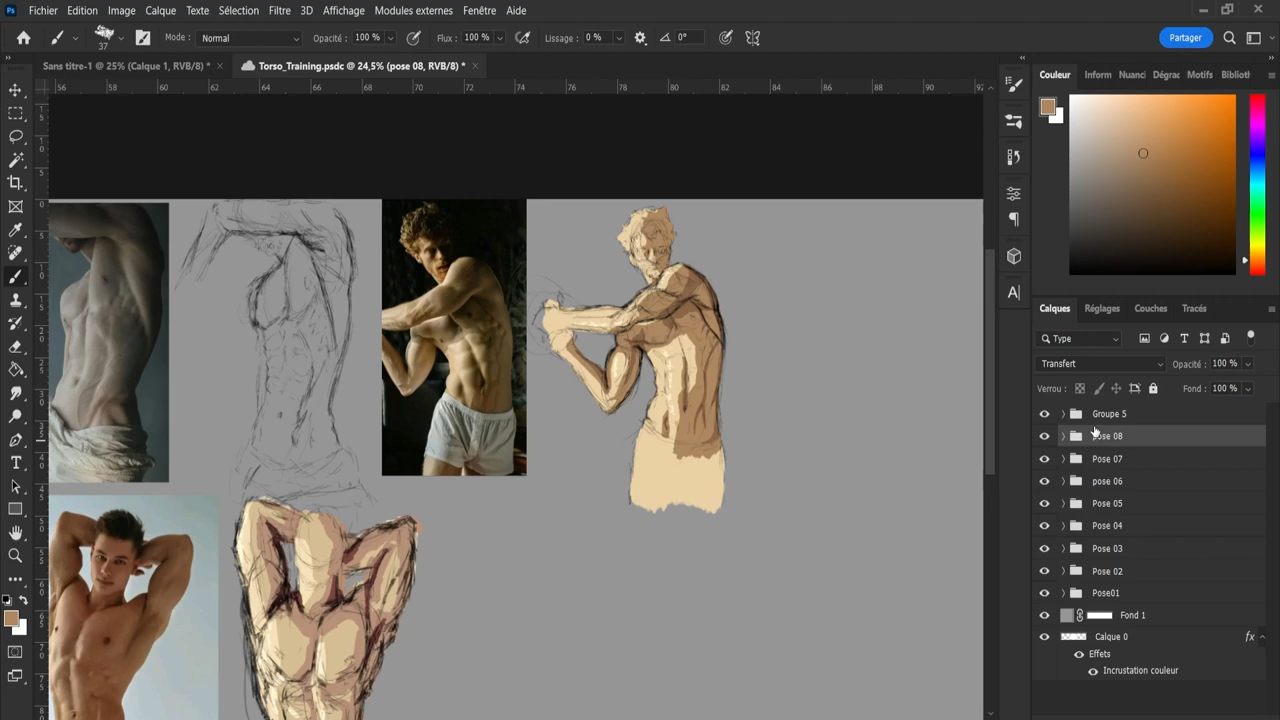 Ps Fichier Edition Image Calque Texte Sélection Filtre 3D Affichage Modules externes Fenêtre Aide
37 Mode : Normal Opacité : 100 % Flux : 100 % Lissage : 0 % 0° Partager
Sans titre-1 @ 25% (Calque 1, RVB/8) * × Torso_Training.psdc @ 24,5% (pose 08, RVB/8) * ×
56 58 60 62 64 66 68 70 72 74 76 78 80 82 84 86 88 90 92
Couleur Inform Nuanc Dégrac Motifs Bibliot
Calques Réglages Couches Tracés
Type
Transfert Opacité : 100 %
Verrou : Fond : 100 %
Groupe 5
pose 08
Pose 07
pose 06
Pose 05
Pose 04
Pose 03
Pose 02
Pose01
Fond 1
Calque 0 fx
Effets
Incrustation couleur